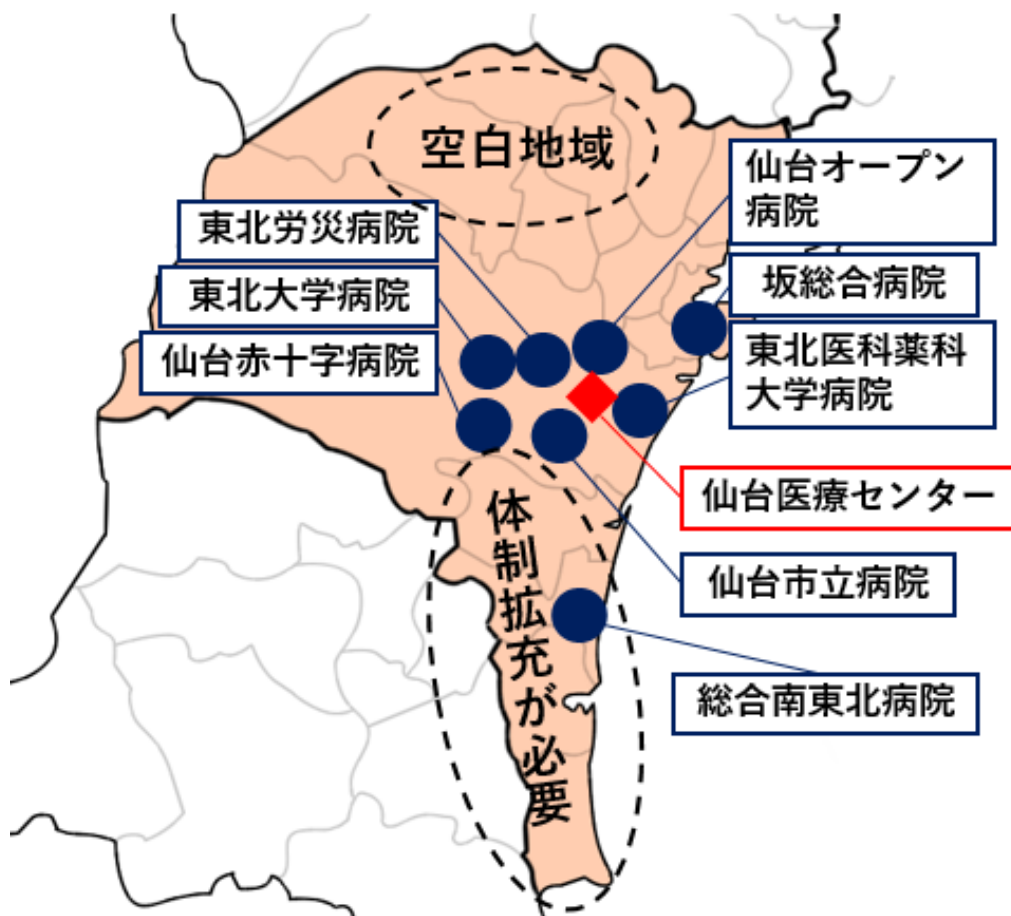 空白地域
仙台オープン
病院
東北労災病院
東北大学病院
坂総合病院
仙台赤十字病院
東北医科薬科
大学病院
仙台医療センター
体制拡充が必要
仙台市立病院
総合南東北病院